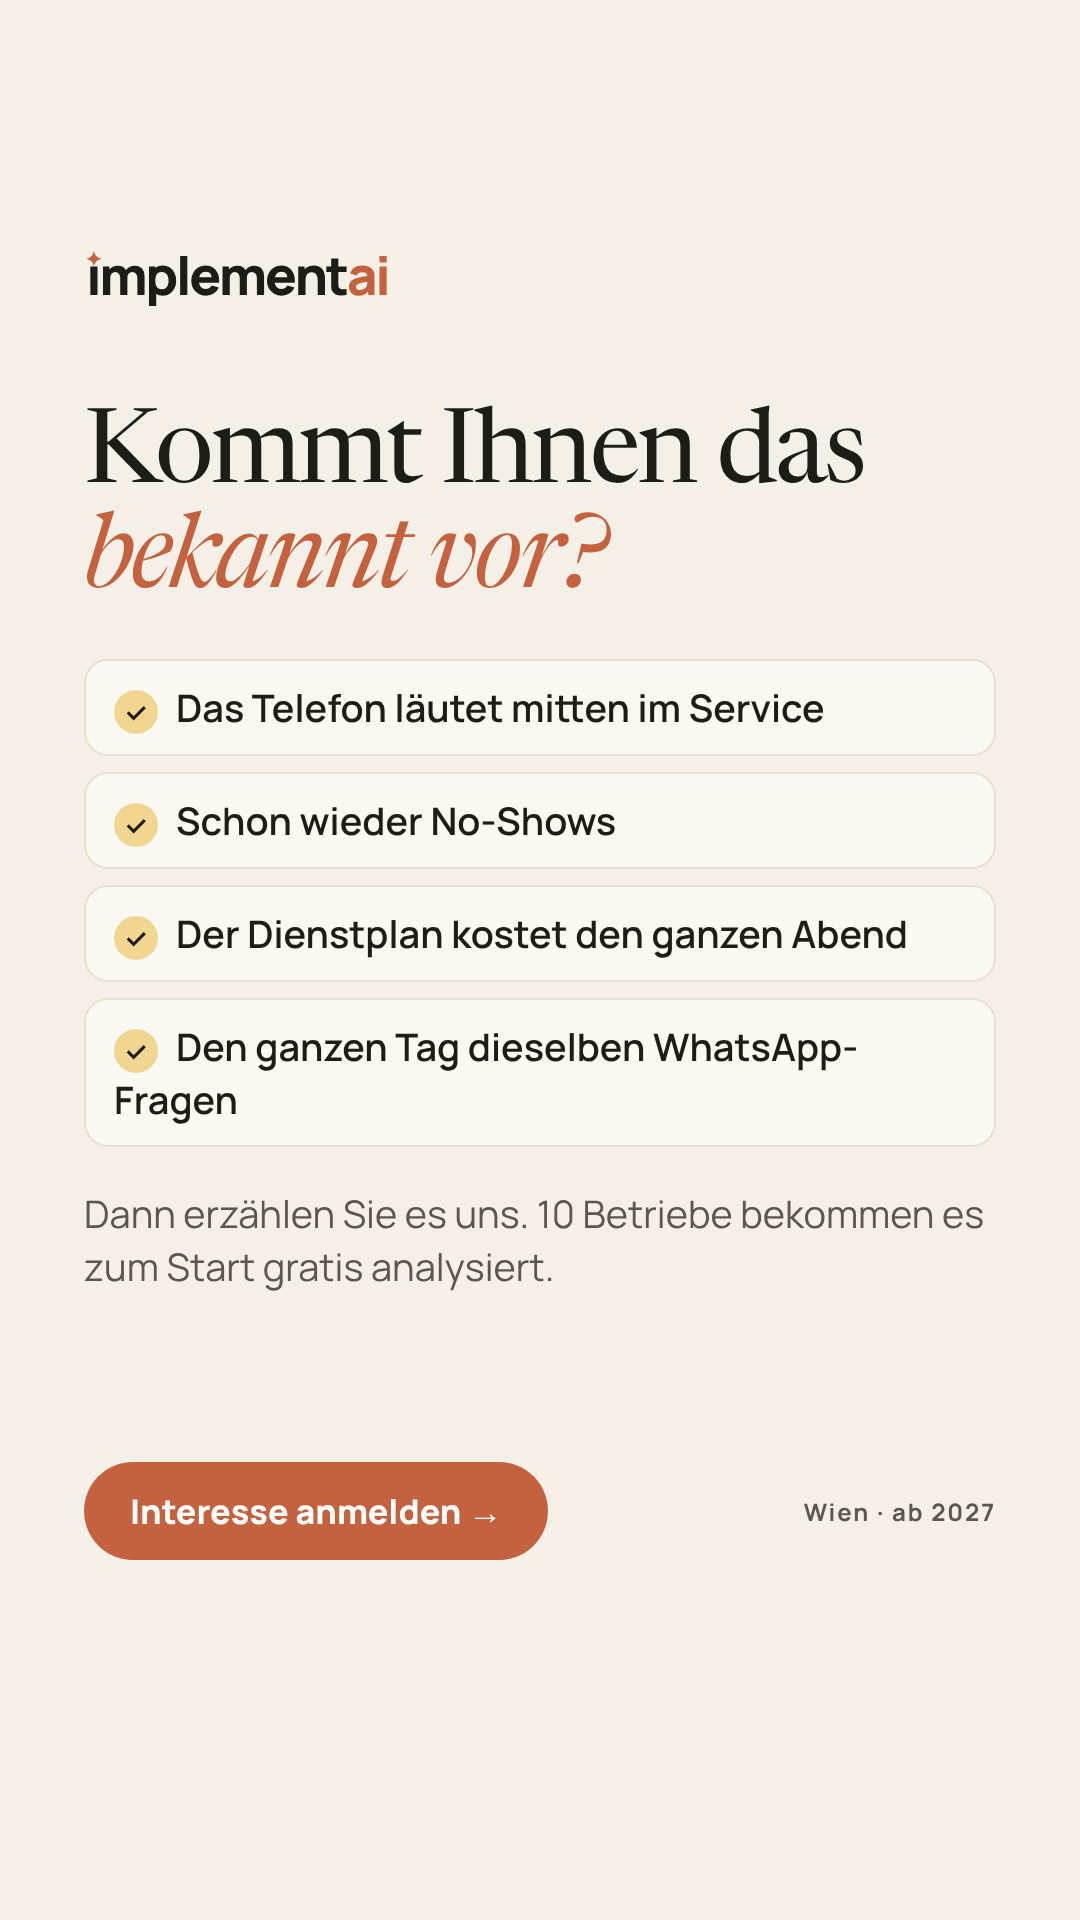 implementai
Kommt Ihnen das
bekannt vor?
Das Telefon läutet mitten im Service
Schon wieder No-Shows
Der Dienstplan kostet den ganzen Abend
Den ganzen Tag dieselben WhatsApp-
Fragen
Dann erzählen Sie es uns. 10 Betriebe bekommen es
zum Start gratis analysiert.
Interesse anmelden →
Wien · ab 2027